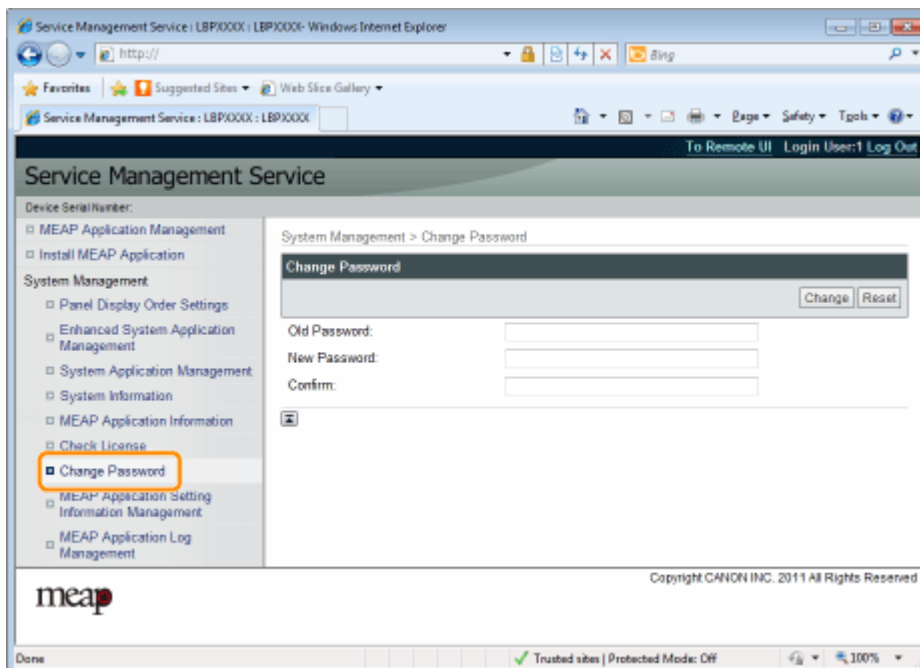 Service Management Service : LBPXXXX : LBPXXXX- Windows Internet Explorer
http://
Bing
Favorites Suggested Sites Web Slice Gallery
Service Management Service : LBPXXXX : LBPXXXX
Page Safety Tools
To Remote UI Login User:1 Log Out
Service Management Service
Device Serial Number:
MEAP Application Management
Install MEAP Application
System Management
Panel Display Order Settings
Enhanced System Application
Management
System Application Management
System Information
MEAP Application Information
Check License
Change Password
MEAP Application Setting
Information Management
MEAP Application Log
Management
System Management > Change Password
Change Password
Change Reset
Old Password:
New Password:
Confirm:
Copyright CANON INC. 2011 All Rights Reserved
meap
Done
Trusted sites | Protected Mode: Off
100%